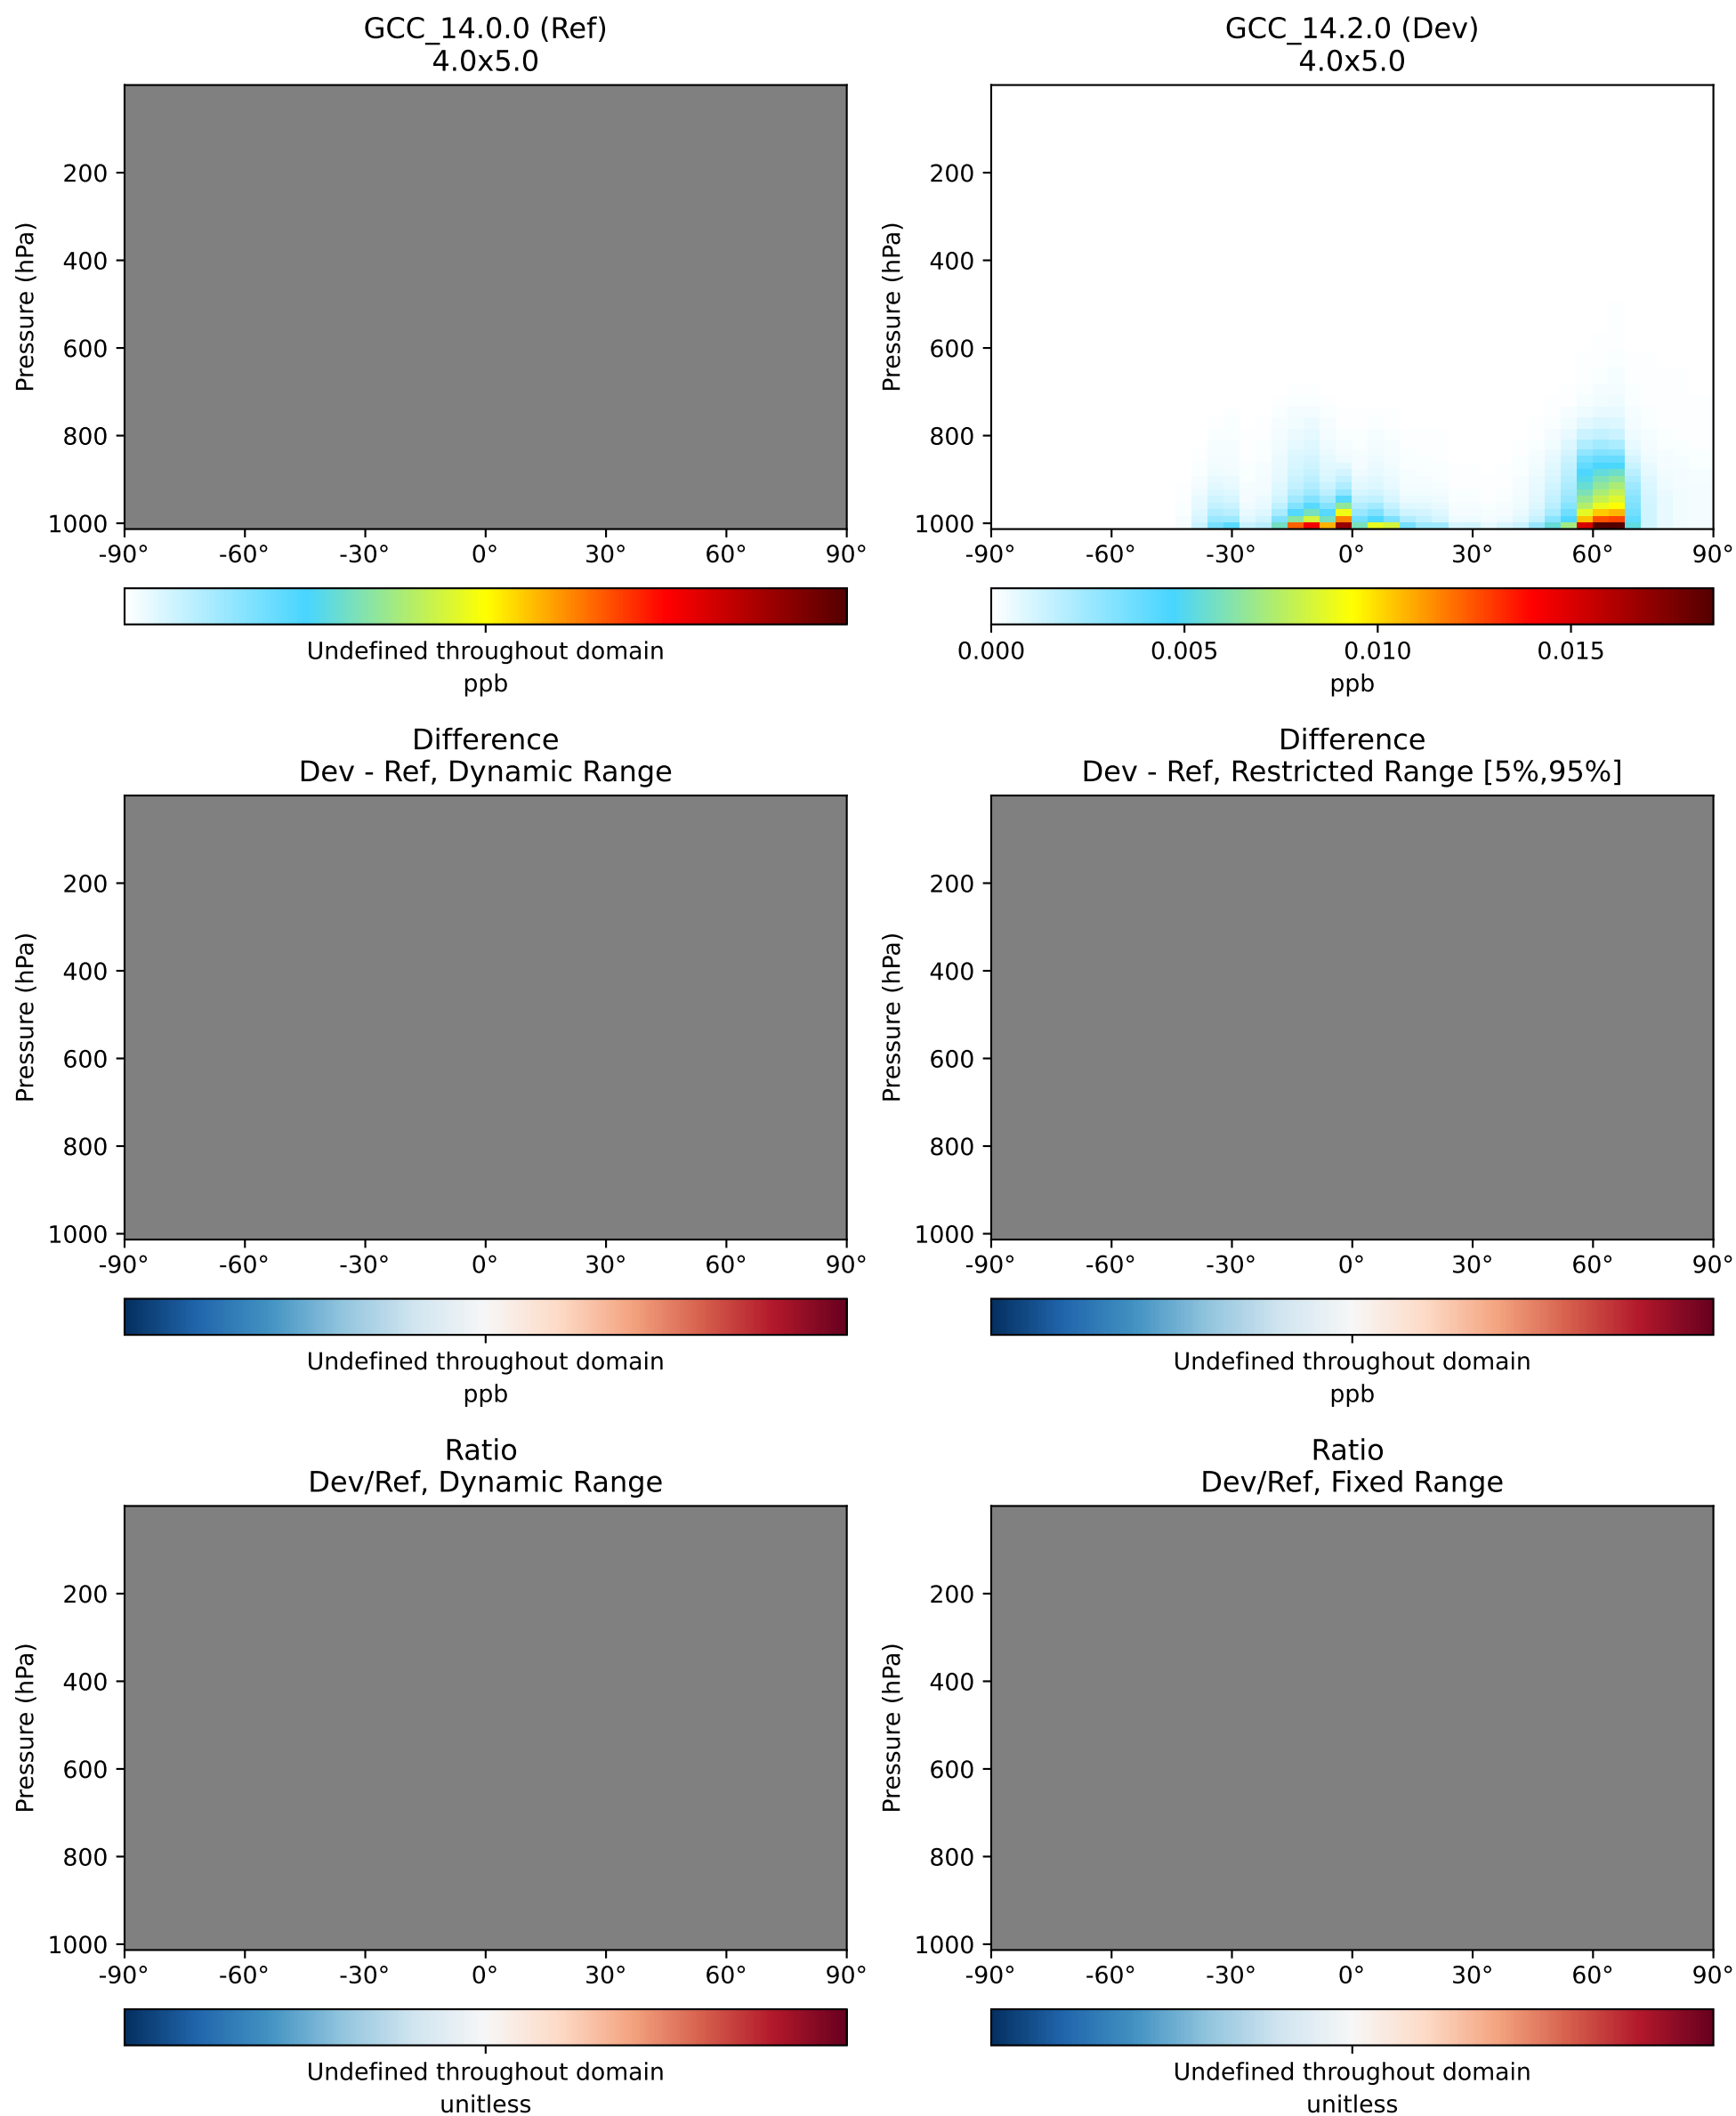 GCC_14.0.0 (Ref)
4.0x5.0
Pressure (hPa)
200
400
600
800
1000
-90° -60° -30° 0° 30° 60° 90°
Undefined throughout domain
ppb
GCC_14.2.0 (Dev)
4.0x5.0
Pressure (hPa)
200
400
600
800
1000
-90° -60° -30° 0° 30° 60° 90°
0.000 0.005 0.010 0.015
ppb
Difference
Dev - Ref, Dynamic Range
Pressure (hPa)
200
400
600
800
1000
-90° -60° -30° 0° 30° 60° 90°
Undefined throughout domain
ppb
Difference
Dev - Ref, Restricted Range [5%,95%]
Pressure (hPa)
200
400
600
800
1000
-90° -60° -30° 0° 30° 60° 90°
Undefined throughout domain
ppb
Ratio
Dev/Ref, Dynamic Range
Pressure (hPa)
200
400
600
800
1000
-90° -60° -30° 0° 30° 60° 90°
Undefined throughout domain
unitless
Ratio
Dev/Ref, Fixed Range
Pressure (hPa)
200
400
600
800
1000
-90° -60° -30° 0° 30° 60° 90°
Undefined throughout domain
unitless